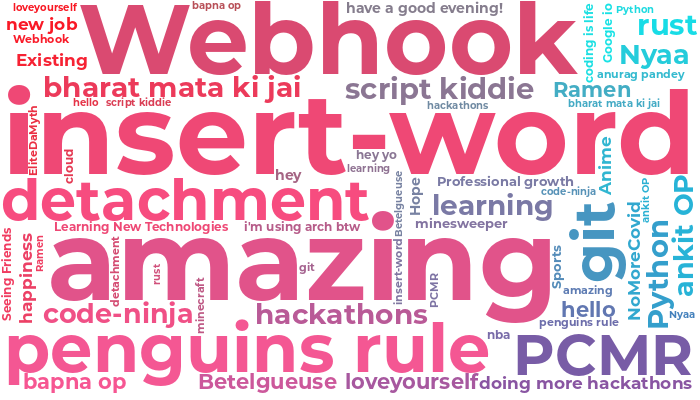 loveyourself
bapna op
have a good evening!
coding is life
Google io
Python
new job
Webhook
rust
Webhook
Existing
Nyaa
anurag pandey
bharat mata ki jai
script kiddie
Ramen
hello
script kiddie
hackathons
bharat mata ki jai
insert-word
EliteDaMyth
cloud
hey yo
learning
hey
Anime
detachment
Betelgueuse
Hope
Professional growth
code-ninja
ankit OP
ankit OP
learning
git
NoMoreCovid
Python
Learning New Technologies
i'm using arch btw
minesweeper
Seeing Friends
happiness
Ramen
amazing
detachment
rust
git
insert-word
PCMR
Sports
minecraft
amazing
code-ninja
hackathons
hello
Nyaa
penguins rule
penguins rule
nba
PCMR
bapna op
Betelgueuse
loveyourself
doing more hackathons